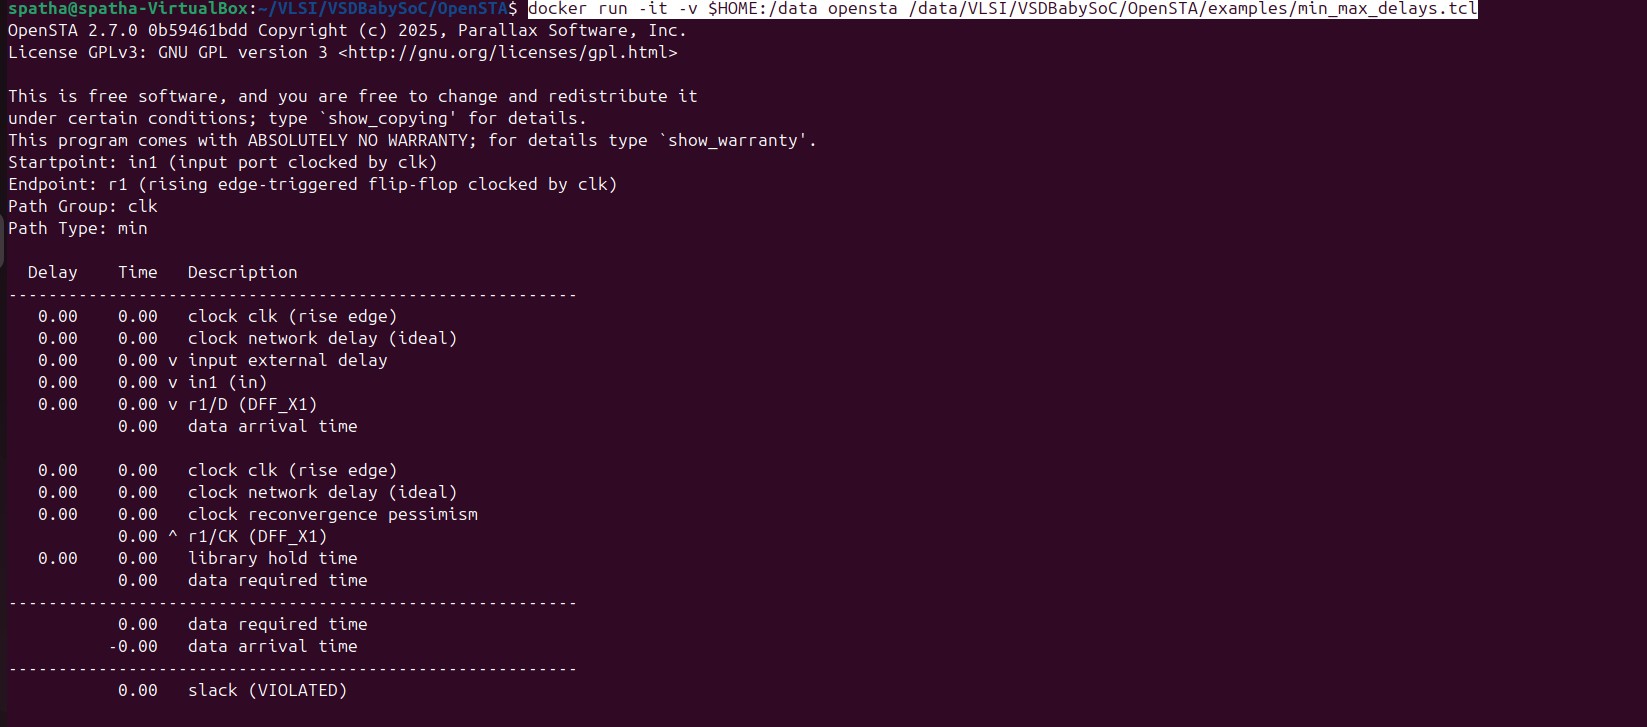 spatha@spatha-VirtualBox:~/VLSI/VSDBabySoC/OpenSTA$ docker run -it -v $HOME:/data opensta /data/VLSI/VSDBabySoC/OpenSTA/examples/min_max_delays.tcl
OpenSTA 2.7.0 0b59461bdd Copyright (c) 2025, Parallax Software, Inc.
License GPLv3: GNU GPL version 3 <http://gnu.org/licenses/gpl.html>

This is free software, and you are free to change and redistribute it
under certain conditions; type `show_copying' for details.
This program comes with ABSOLUTELY NO WARRANTY; for details type `show_warranty'.
Startpoint: in1 (input port clocked by clk)
Endpoint: r1 (rising edge-triggered flip-flop clocked by clk)
Path Group: clk
Path Type: min

  Delay    Time   Description
---------------------------------------------------------
   0.00    0.00   clock clk (rise edge)
   0.00    0.00   clock network delay (ideal)
   0.00    0.00 v input external delay
   0.00    0.00 v in1 (in)
   0.00    0.00 v r1/D (DFF_X1)
           0.00   data arrival time

   0.00    0.00   clock clk (rise edge)
   0.00    0.00   clock network delay (ideal)
   0.00    0.00   clock reconvergence pessimism
           0.00 ^ r1/CK (DFF_X1)
   0.00    0.00   library hold time
           0.00   data required time
---------------------------------------------------------
           0.00   data required time
          -0.00   data arrival time
---------------------------------------------------------
           0.00   slack (VIOLATED)